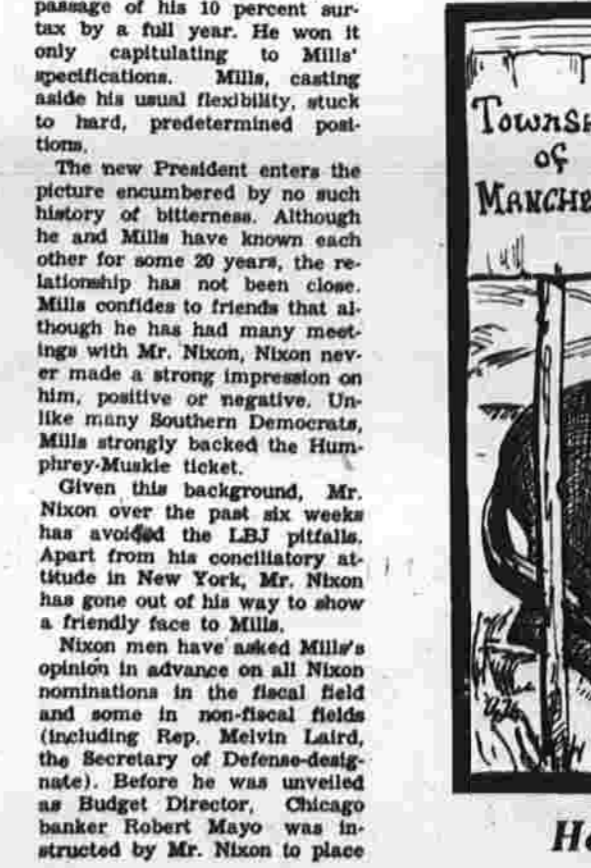 passage of his 10 percent sur-
tax by a full year. He won it
only capitulating to Mills'
specifications. Mills, casting
aside his usual flexibility, stuck
to hard, predetermined posi-
tions.
The new President enters the
picture encumbered by no such
history of bitterness. Although
he and Mills have known each
other for some 20 years, the re-
lationship has not been close.
Mills confides to friends that al-
though he has had many meet-
ings with Mr. Nixon, Nixon nev-
er made a strong impression on
him, positive or negative. Un-
like many Southern Democrats,
Mills strongly backed the Hum-
phrey-Muskie ticket.
Given this background, Mr.
Nixon over the past six weeks
has avoided the LBJ pitfalls.
Apart from his conciliatory at-
titude in New York, Mr. Nixon
has gone out of his way to show
a friendly face to Mills.
Nixon men have asked Mills's
opinion in advance on all Nixon
nominations in the fiscal field
and some in non-fiscal fields
(including Rep. Melvin Laird,
the Secretary of Defense-desig-
nate). Before he was unveiled
as Budget Director, Chicago
banker Robert Mayo was in-
structed by Mr. Nixon to place
TOWNSH
of
MANCHE
He